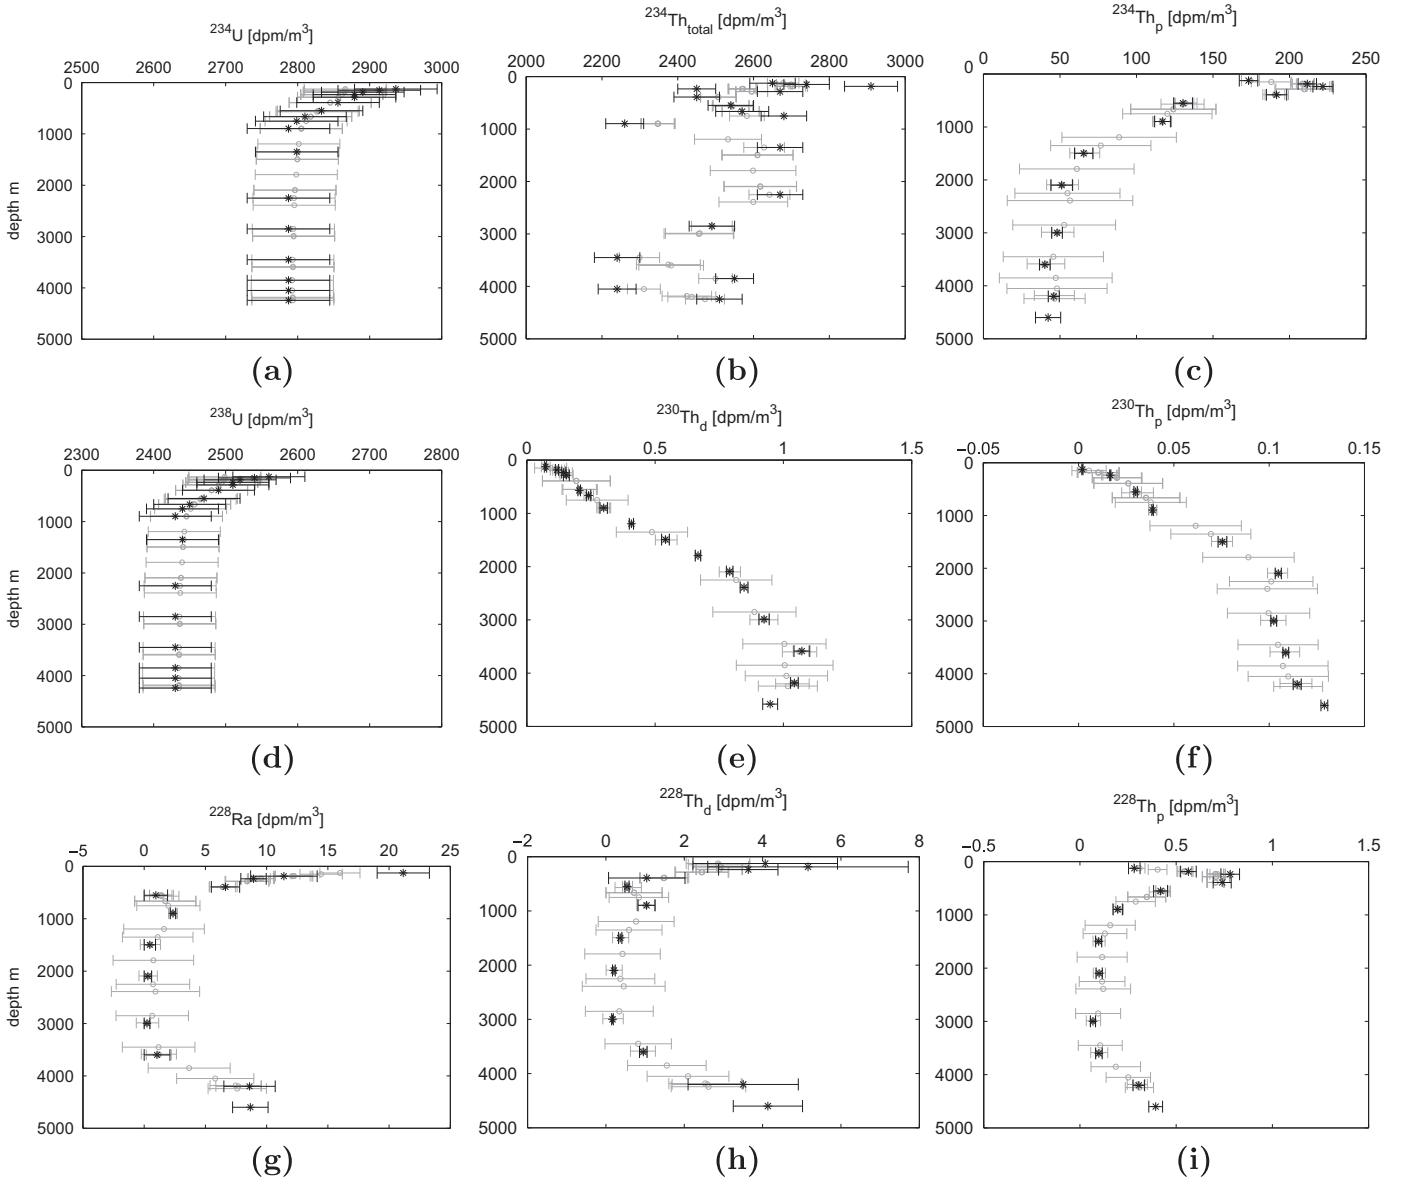 ²³⁴U [dpm/m³]
2500 2600 2700 2800 2900 3000
0
1000
2000
3000
4000
5000
depth m
(a)
²³⁴Th_total [dpm/m³]
2000 2200 2400 2600 2800 3000
0
1000
2000
3000
4000
5000
(b)
²³⁴Th_p [dpm/m³]
0 50 100 150 200 250
0
1000
2000
3000
4000
5000
(c)
²³⁸U [dpm/m³]
2300 2400 2500 2600 2700 2800
0
1000
2000
3000
4000
5000
depth m
(d)
²³⁰Th_d [dpm/m³]
0 0.5 1 1.5
0
1000
2000
3000
4000
5000
(e)
²³⁰Th_p [dpm/m³]
−0.05 0 0.05 0.1 0.15
0
1000
2000
3000
4000
5000
(f)
²²⁸Ra [dpm/m³]
−5 0 5 10 15 20 25
0
1000
2000
3000
4000
5000
depth m
(g)
²²⁸Th_d [dpm/m³]
−2 0 2 4 6 8
0
1000
2000
3000
4000
5000
(h)
²²⁸Th_p [dpm/m³]
−0.5 0 0.5 1 1.5
0
1000
2000
3000
4000
5000
(i)